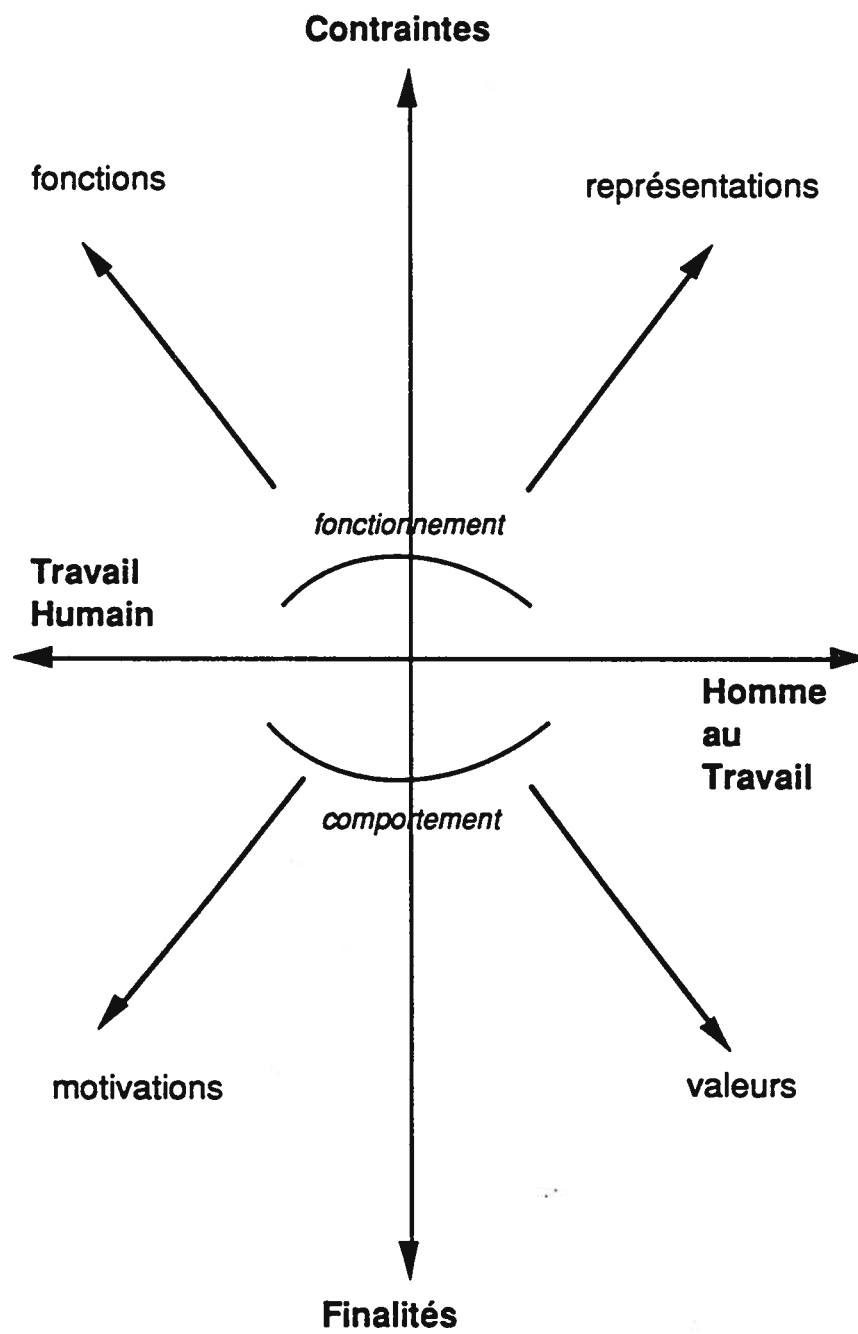 Contraintes
fonctions
représentations
fonctionnement
Travail
Humain
Homme
au
Travail
comportement
motivations
valeurs
Finalités